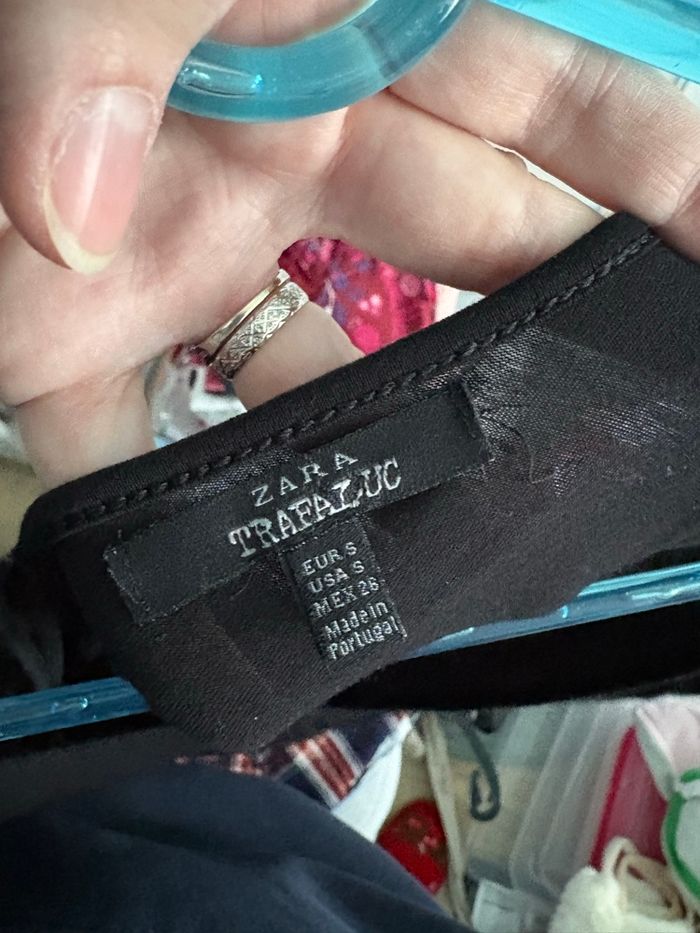 ZARA
TRAFALUC
EUR S
USA S
MEX 26
Made in
Portugal